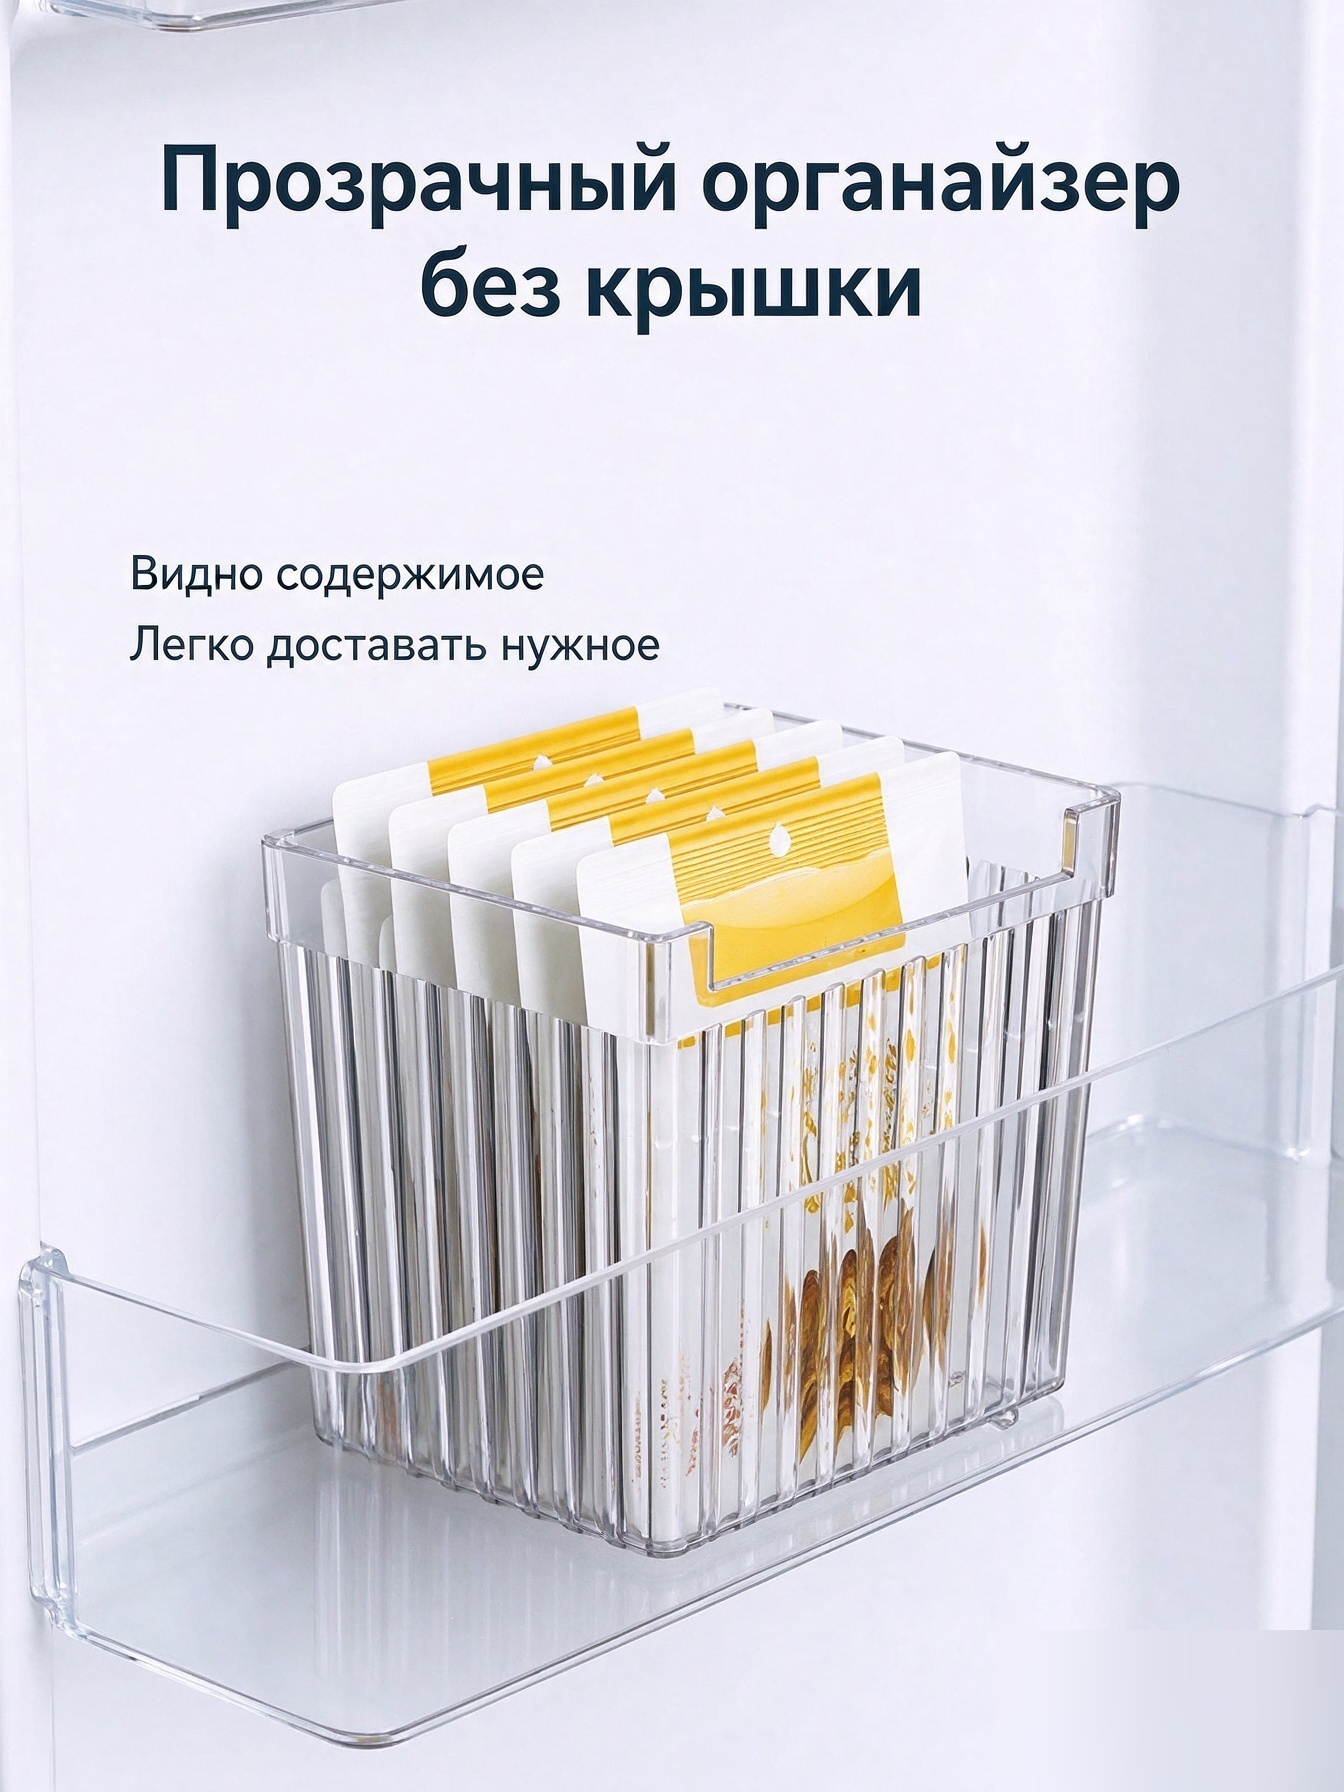 Прозрачный органайзер
без крышки
Видно содержимое
Легко доставать нужное